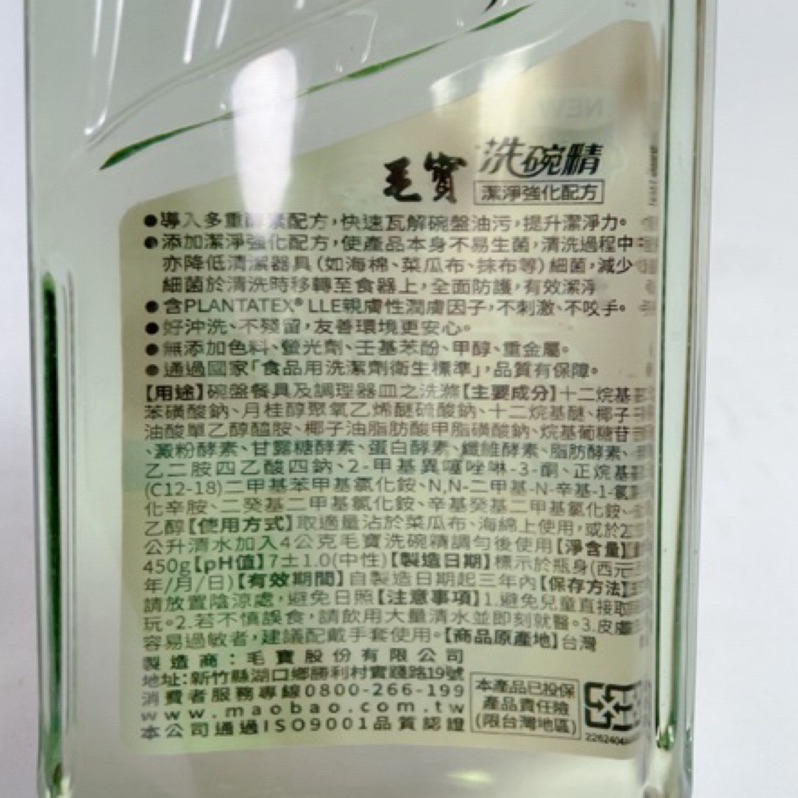 NEW
毛寶 洗碗精
潔淨強化配方
●導入多重酵素配方,快速瓦解碗盤油污,提升潔淨力。
●添加潔淨強化配方,使產品本身不易生菌,清洗過程中
亦降低清潔器具(如海棉、菜瓜布、抹布等)細菌,減少
細菌於清洗時移轉至食器上,全面防護,有效潔淨
●含PLANTATEX® LLE親膚性潤膚因子,不刺激、不咬手。
●好沖洗、不殘留,友善環境更安心。
●無添加色料、螢光劑、壬基苯酚、甲醇、重金屬。
●通過國家「食品用洗潔劑衛生標準」,品質有保障。
【用途】碗盤餐具及調理器皿之洗滌【主要成分】十二烷基
苯磺酸鈉、月桂醇聚氧乙烯醚硫酸鈉、十二烷基醚、椰子
油酸單乙醇醯胺、椰子油脂肪酸甲脂磺酸鈉、烷基葡糖甘
、澱粉酵素、甘露糖酵素、蛋白酵素、纖維酵素、脂肪酵素、
乙二胺四乙酸四鈉、2-甲基異噻唑啉-3-酮、正烷基
(C12-18)二甲基苯甲基氯化銨、N,N-二甲基-N-辛基-1-氯
化辛胺、二癸基二甲基氯化銨、辛基癸基二甲基氯化銨、
乙醇【使用方式】取適量沾於菜瓜布、海綿上使用,或於2
公升清水加入4公克毛寶洗碗精調勻後使用【淨含量】
450g【pH值】7±1.0(中性)【製造日期】標示於瓶身(西元
年/月/日)【有效期間】自製造日期起三年內【保存方法】
請放置陰涼處,避免日照【注意事項】1.避免兒童直接取
玩。2.若不慎誤食,請飲用大量清水並即刻就醫。3.皮膚
容易過敏者,建議配戴手套使用。【商品原產地】台灣
製造商:毛寶股份有限公司
地址:新竹縣湖口鄉勝利村實踐路19號
消費者服務專線0800-266-199
www.maobao.com.tw
本公司通過ISO9001品質認證
本產品已投保
產品責任險
(限台灣地區)
2262404